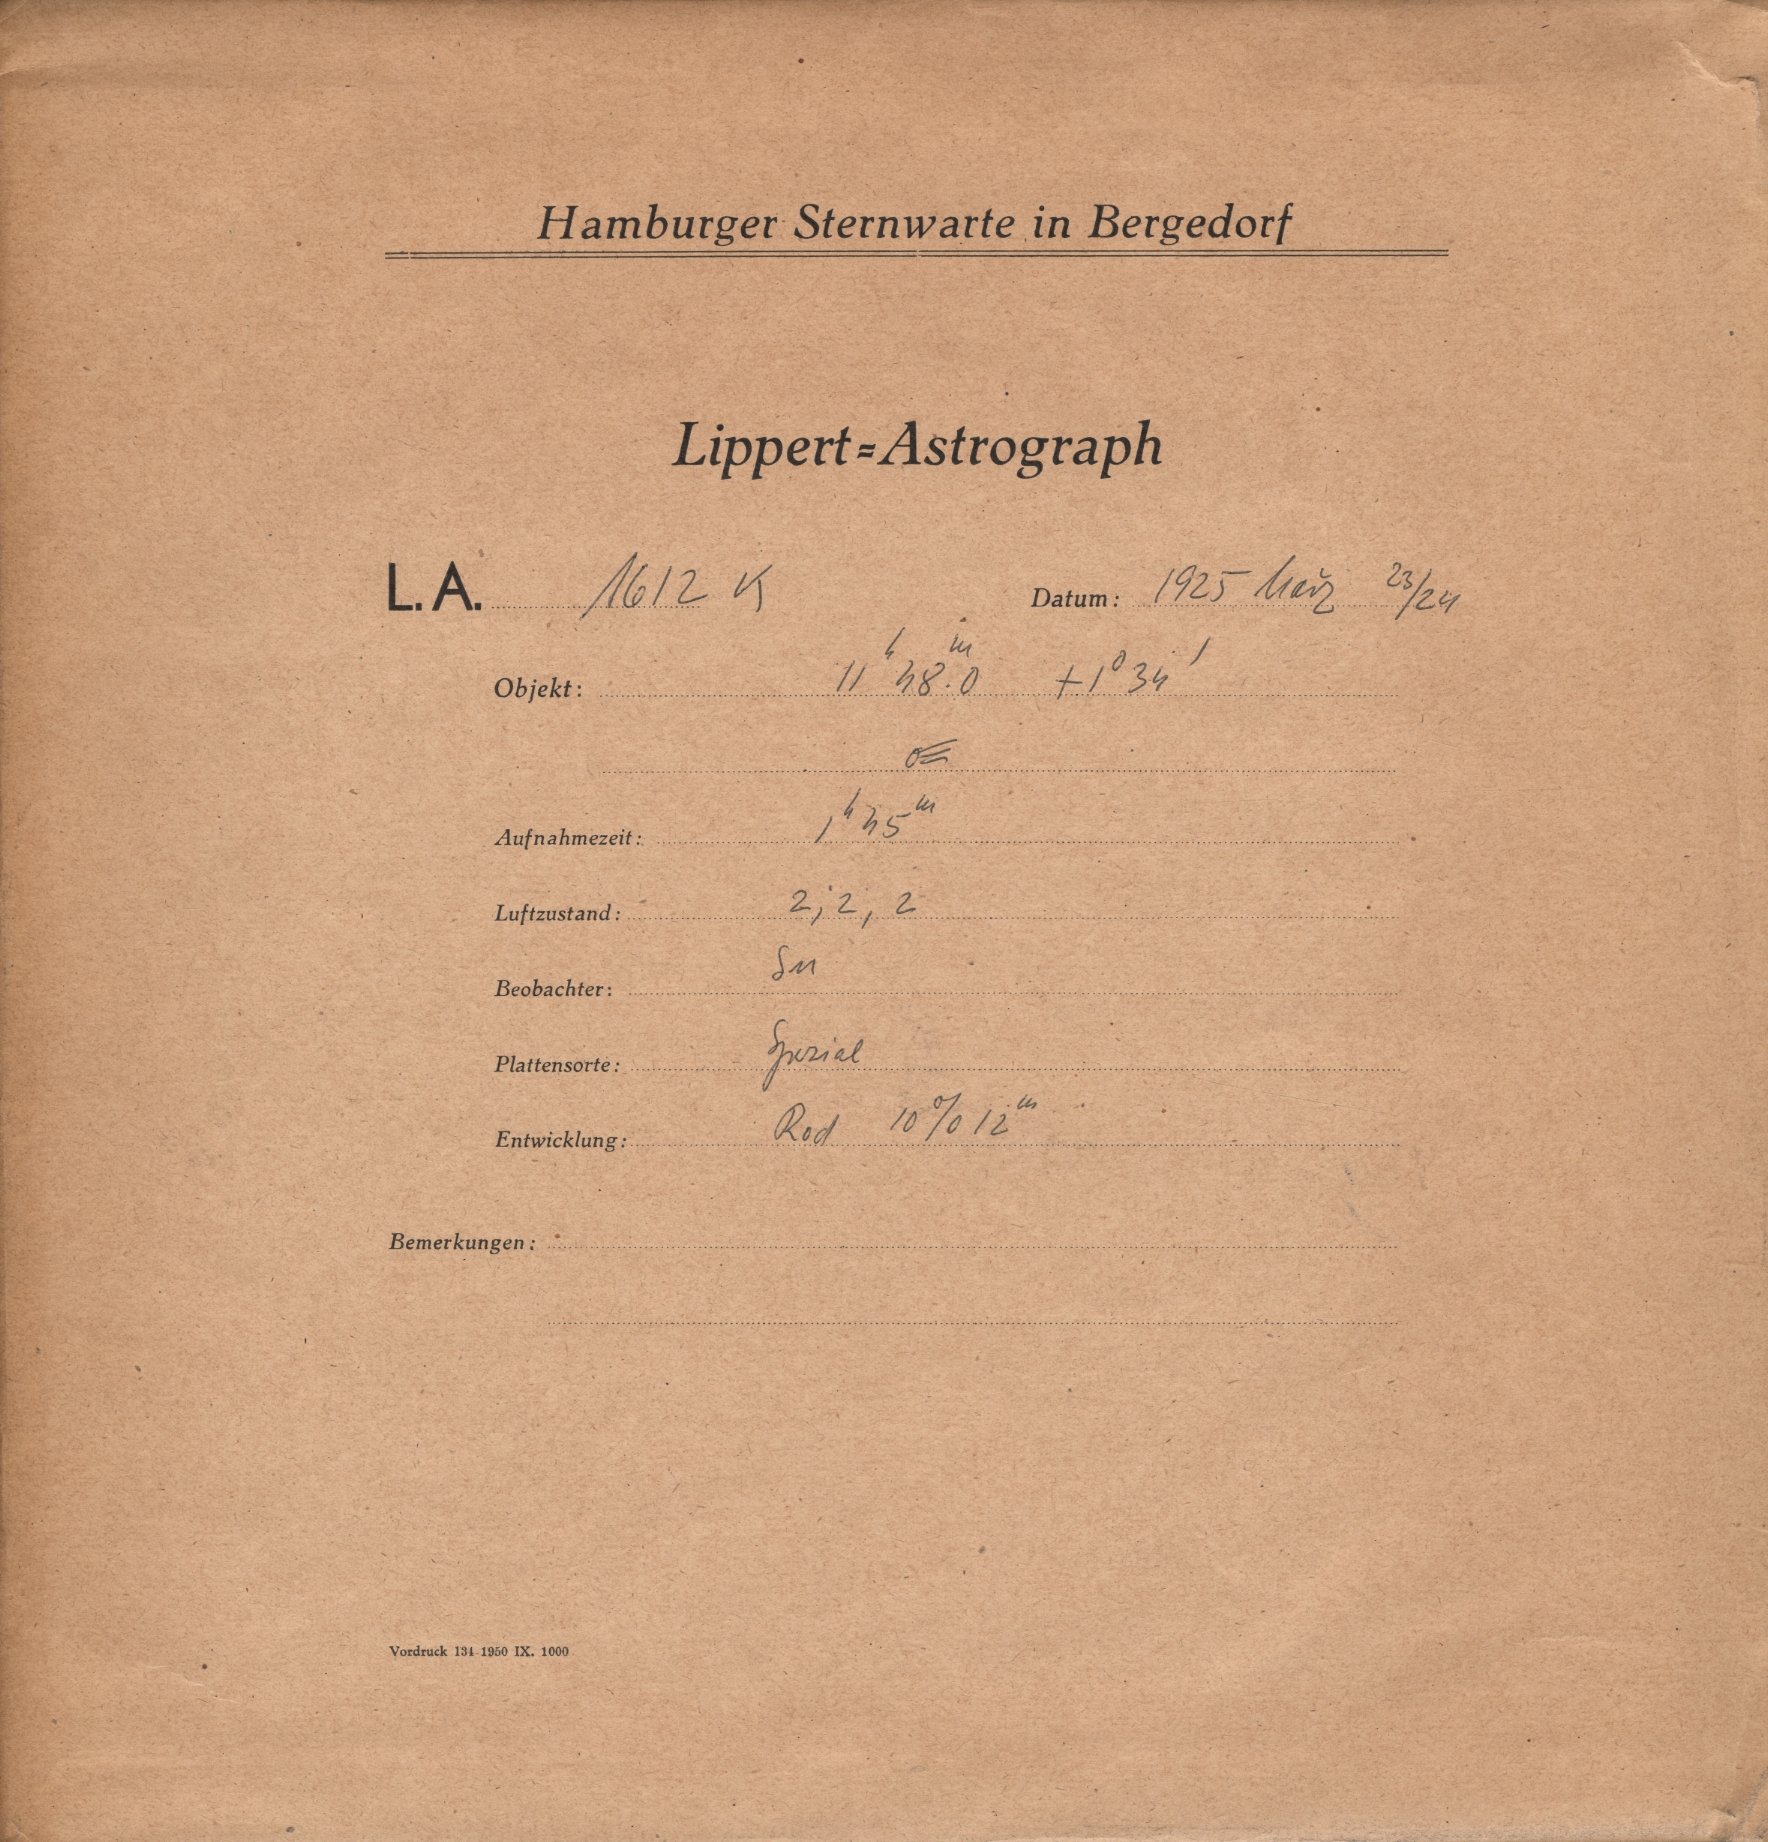 Hamburger Sternwarte in Bergedorf
Lippert=Astrograph
L. A. 1612 K Datum: 1925 März 23/24
Objekt: 11h 48m.0 +1° 34'
Aufnahmezeit: 1h 45m
Luftzustand: 2; 2, 2
Beobachter:
Plattensorte: Spezial
Entwicklung: Rod 10% 12m
Bemerkungen:
Vordruck 134 1950 IX. 1000